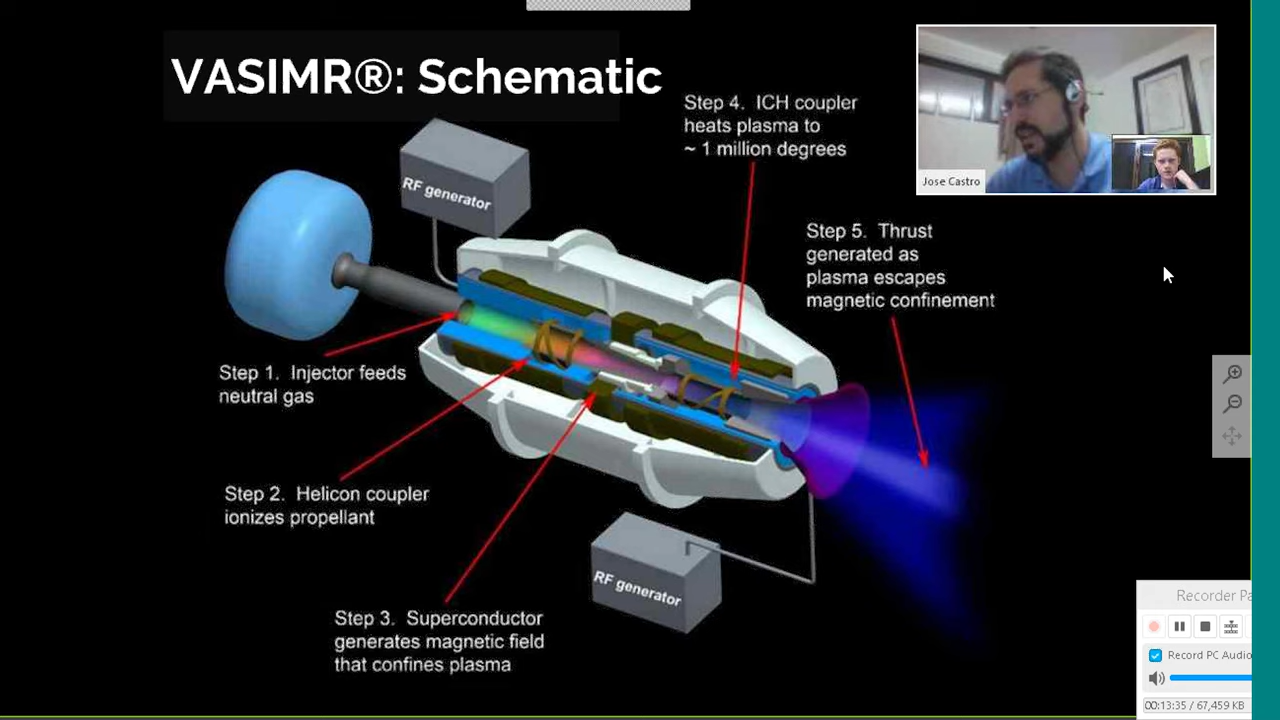 VASIMR®: Schematic
Step 4. ICH coupler
heats plasma to
~ 1 million degrees
RF generator
Jose Castro
Step 5. Thrust
generated as
plasma escapes
magnetic confinement
Step 1. Injector feeds
neutral gas
Step 2. Helicon coupler
ionizes propellant
RF generator
Step 3. Superconductor
generates magnetic field
that confines plasma
Recorder Pa
Record PC Audio
00:13:35 / 67,459 KB